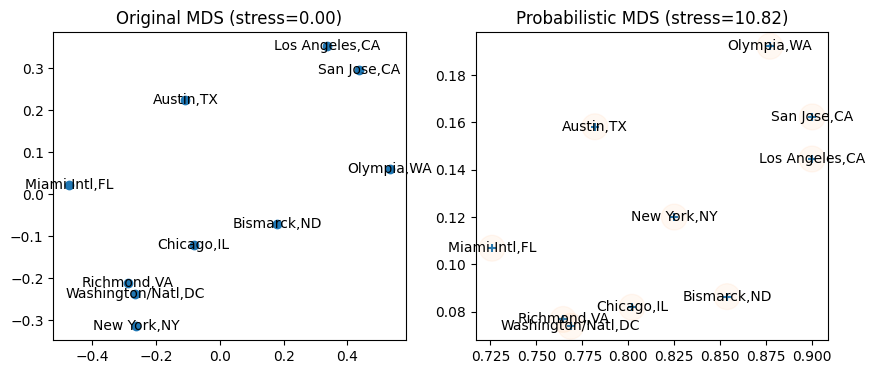 Original MDS (stress=0.00)
Los Angeles,CA
San Jose,CA
Austin,TX
Olympia,WA
Miami Intl,FL
Bismarck,ND
Chicago,IL
Richmond,VA
Washington/Natl,DC
New York,NY
0.3
0.2
0.1
0.0
−0.1
−0.2
−0.3
−0.4
−0.2
0.0
0.2
0.4
Probabilistic MDS (stress=10.82)
Olympia,WA
San Jose,CA
Austin,TX
Los Angeles,CA
New York,NY
Miami Intl,FL
Bismarck,ND
Chicago,IL
Richmond,VA
Washington/Natl,DC
0.18
0.16
0.14
0.12
0.10
0.08
0.725
0.750
0.775
0.800
0.825
0.850
0.875
0.900